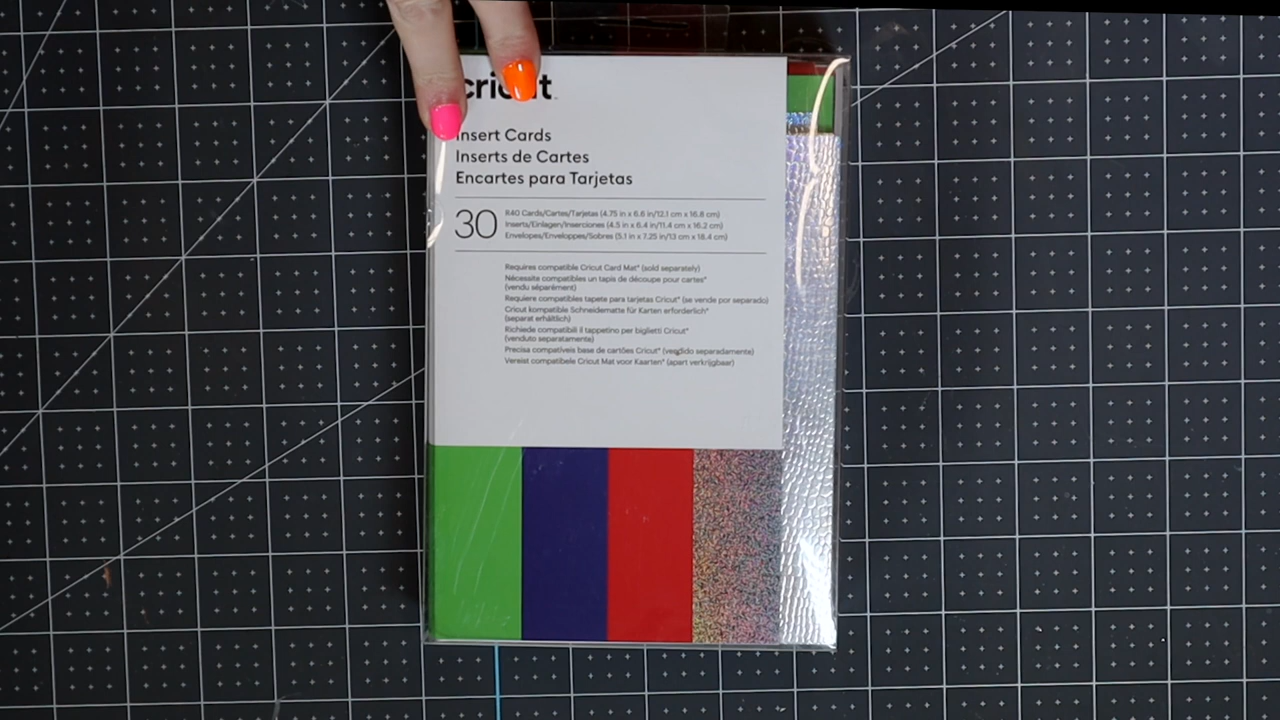 cricut
Insert Cards
Inserts de Cartes
Encartes para Tarjetas
30
R40 Cards/Cartes/Tarjetas (4.75 in x 6.6 in/12.1 cm x 16.8 cm)
Inserts/Einlagen/Inserciones (4.5 in x 6.4 in/11.4 cm x 16.2 cm)
Envelopes/Enveloppes/Sobres (5.1 in x 7.25 in/13 cm x 18.4 cm)
Requires compatible Cricut Card Mat* (sold separately)
Nécessite compatibles un tapis de découpe pour cartes*
(vendu séparément)
Requiere compatibles tapete para tarjetas Cricut* (se vende por separado)
Cricut kompatible Schneidematte für Karten erforderlich*
(separat erhältlich)
Richiede compatibili il tappetino per biglietti Cricut*
(venduto separatamente)
Precisa compatíveis base de cartões Cricut* (vendido separadamente)
Vereist compatibele Cricut Mat voor Kaarten* (apart verkrijgbaar)